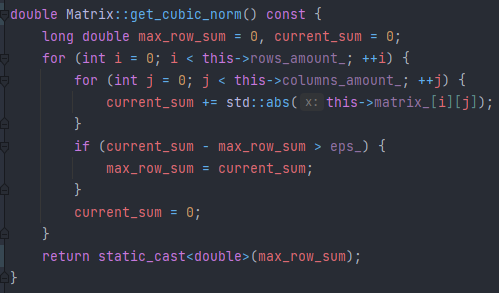 double Matrix::get_cubic_norm() const {
    long double max_row_sum = 0, current_sum = 0;
    for (int i = 0; i < this->rows_amount_; ++i) {
        for (int j = 0; j < this->columns_amount_; ++j) {
            current_sum += std::abs( x: this->matrix_[i][j]);
        }
        if (current_sum - max_row_sum > eps_) {
            max_row_sum = current_sum;
        }
        current_sum = 0;
    }
    return static_cast<double>(max_row_sum);
}